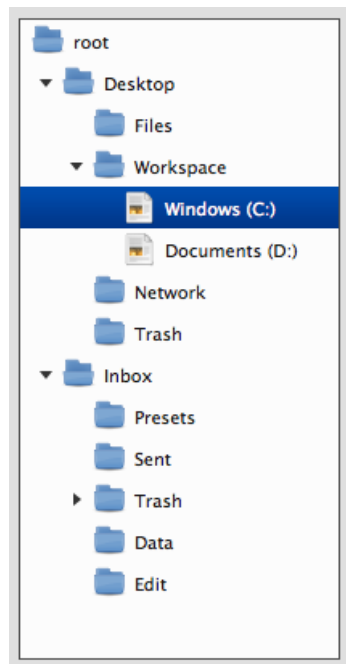 root
Desktop
Files
Workspace
Windows (C:)
Documents (D:)
Network
Trash
Inbox
Presets
Sent
Trash
Data
Edit